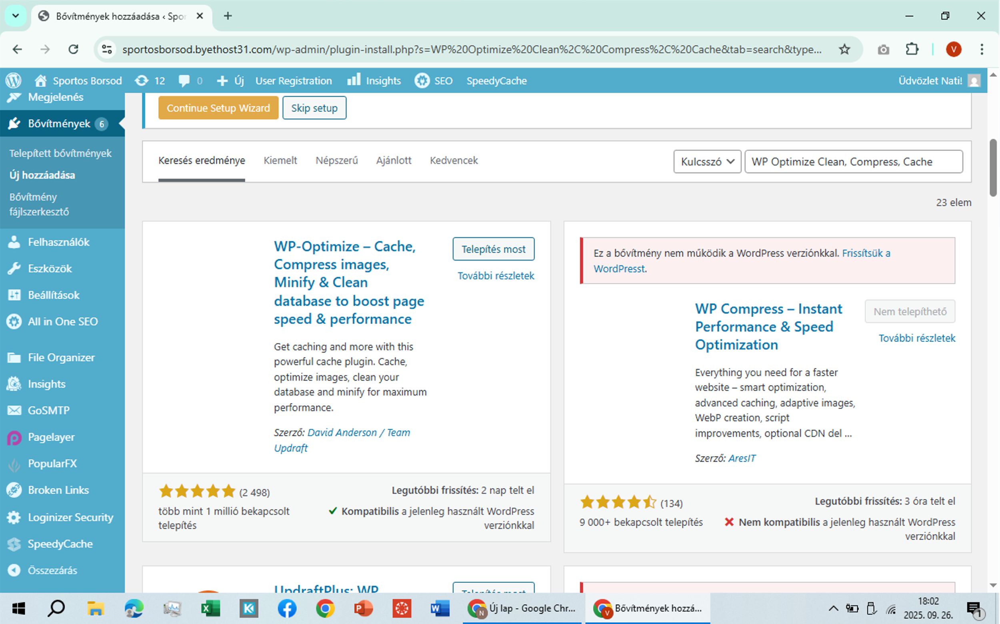 Bővítmények hozzáadása ‹ Spor
sportosborsod.byethost31.com/wp-admin/plugin-install.php?s=WP%20Optimize%20Clean%2C%20Compress%2C%20Cache&tab=search&type...
V
Sportos Borsod
12
0
Új
User Registration
Insights
SEO
SpeedyCache
Üdvözlet Nati!
Megjelenés
Bővítmények 6
Telepített bővítmények
Új hozzáadása
Bővítmény
fájlszerkesztő
Felhasználók
Eszközök
Beállítások
All in One SEO
File Organizer
Insights
GoSMTP
Pagelayer
PopularFX
Broken Links
Loginizer Security
SpeedyCache
Összezárás
Continue Setup Wizard
Skip setup
Keresés eredménye
Kiemelt
Népszerű
Ajánlott
Kedvencek
Kulcsszó
WP Optimize Clean, Compress, Cache
23 elem
WP-Optimize – Cache,
Compress images,
Minify & Clean
database to boost page
speed & performance
Telepítés most
További részletek
Get caching and more with this
powerful cache plugin. Cache,
optimize images, clean your
database and minify for maximum
performance.
Szerző: David Anderson / Team
Updraft
(2 498)
több mint 1 millió bekapcsolt
telepítés
Legutóbbi frissítés: 2 nap telt el
Kompatibilis a jelenleg használt WordPress
verziónkkal
Ez a bővítmény nem működik a WordPress verziónkkal. Frissítsük a
WordPresst.
WP Compress – Instant
Performance & Speed
Optimization
Nem telepíthető
További részletek
Everything you need for a faster
website – smart optimization,
advanced caching, adaptive images,
WebP creation, script
improvements, optional CDN del ...
Szerző: AresIT
(134)
9 000+ bekapcsolt telepítés
Legutóbbi frissítés: 3 óra telt el
Nem kompatibilis a jelenleg használt WordPress
verziónkkal
UpdraftPlus: WP
Telepítés most
N
Új lap - Google Chr...
V
Bővítmények hozzá...
18:02
2025. 09. 26.
1